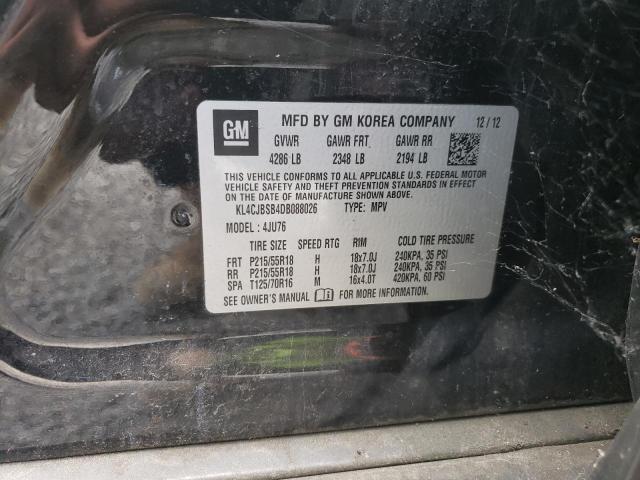 GM
MFD BY GM KOREA COMPANY 12/12
GVWR GAWR FRT GAWR RR
4286 LB 2348 LB 2194 LB
THIS VEHICLE CONFORMS TO ALL APPLICABLE U.S. FEDERAL MOTOR
VEHICLE SAFETY AND THEFT PREVENTION STANDARDS IN EFFECT
ON THE DATE OF MANUFACTURE SHOWN ABOVE.
KL4CJBSB4DB088026 TYPE: MPV
MODEL: 4JU76
TIRE SIZE SPEED RTG RIM COLD TIRE PRESSURE
FRT P215/55R18 H 18x7.0J 240KPA, 35 PSI
RR P215/55R18 H 18x7.0J 240KPA, 35 PSI
SPA T125/70R16 M 16x4.0T 420KPA, 60 PSI
SEE OWNER'S MANUAL FOR MORE INFORMATION.